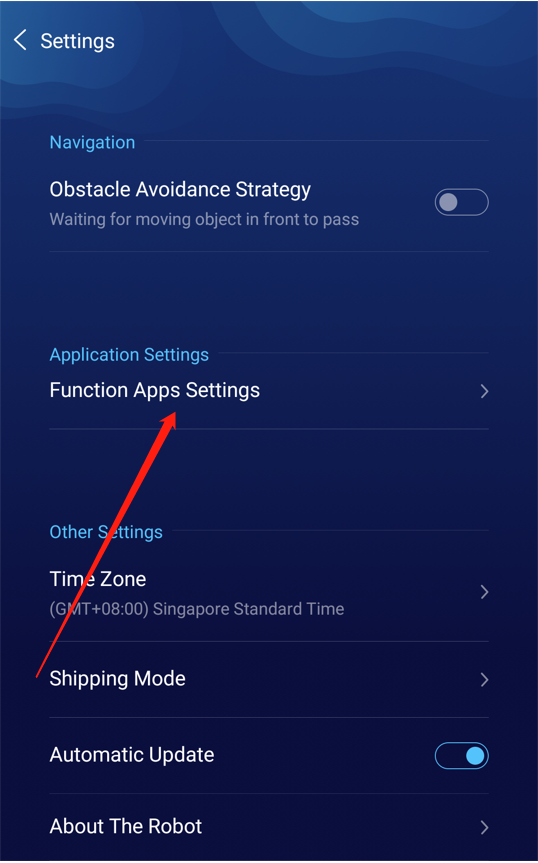 Settings
Navigation
Obstacle Avoidance Strategy
Waiting for moving object in front to pass
Application Settings
Function Apps Settings
Other Settings
Time Zone
(GMT+08:00) Singapore Standard Time
Shipping Mode
Automatic Update
About The Robot